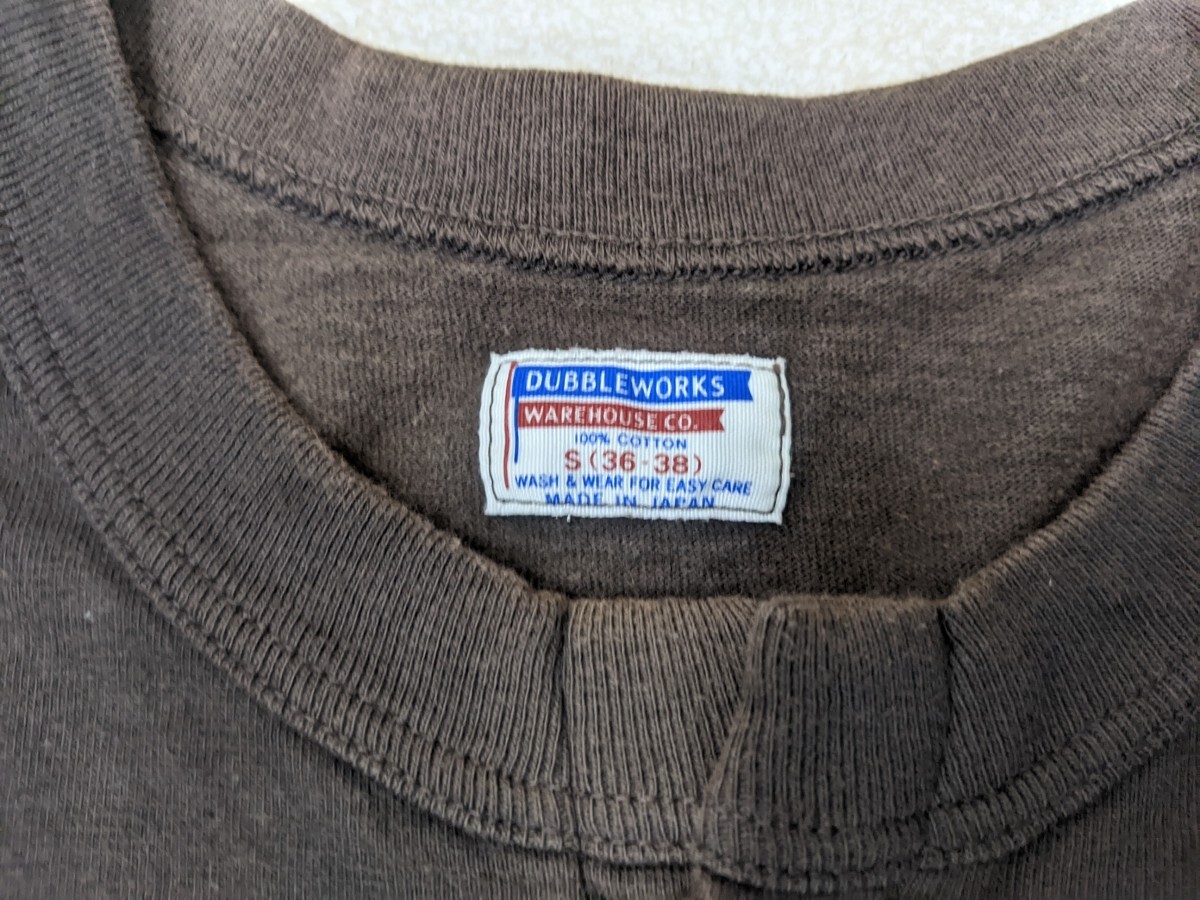 DUBBLEWORKS
WAREHOUSE CO.
100% COTTON
S (36-38)
WASH & WEAR FOR EASY CARE
MADE IN JAPAN